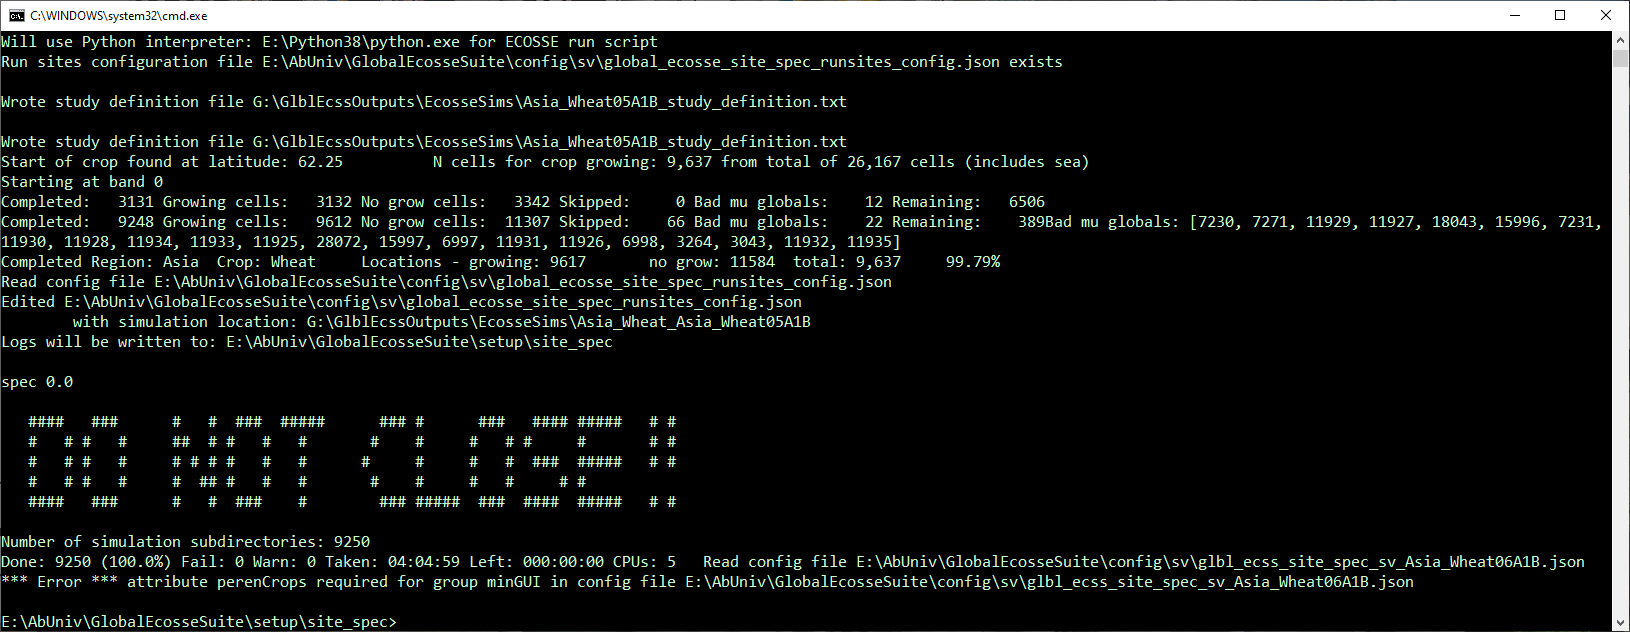 C:\WINDOWS\system32\cmd.exe
Will use Python interpreter: E:\Python38\python.exe for ECOSSE run script
Run sites configuration file E:\AbUniv\GlobalEcosseSuite\config\sv\global_ecosse_site_spec_runsites_config.json exists
Wrote study definition file G:\GlblEcssOutputs\EcosseSims\Asia_Wheat05A1B_study_definition.txt
Wrote study definition file G:\GlblEcssOutputs\EcosseSims\Asia_Wheat05A1B_study_definition.txt
Start of crop found at latitude: 62.25          N cells for crop growing: 9,637 from total of 26,167 cells (includes sea)
Starting at band 0
Completed:   3131 Growing cells:   3132 No grow cells:   3342 Skipped:     0 Bad mu globals:    12 Remaining:   6506
Completed:   9248 Growing cells:   9612 No grow cells:  11307 Skipped:    66 Bad mu globals:    22 Remaining:    389Bad mu globals: [7230, 7271, 11929, 11927, 18043, 15996, 7231,
11930, 11928, 11934, 11933, 11925, 28072, 15997, 6997, 11931, 11926, 6998, 3264, 3043, 11932, 11935]
Completed Region: Asia  Crop: Wheat     Locations - growing: 9617       no grow: 11584  total: 9,637     99.79%
Read config file E:\AbUniv\GlobalEcosseSuite\config\sv\global_ecosse_site_spec_runsites_config.json
Edited E:\AbUniv\GlobalEcosseSuite\config\sv\global_ecosse_site_spec_runsites_config.json
        with simulation location: G:\GlblEcssOutputs\EcosseSims\Asia_Wheat_Asia_Wheat05A1B
Logs will be written to: E:\AbUniv\GlobalEcosseSuite\setup\site_spec
spec 0.0
DO NOT CLOSE!!
Number of simulation subdirectories: 9250
Done: 9250 (100.0%) Fail: 0 Warn: 0 Taken: 04:04:59 Left: 000:00:00 CPUs: 5   Read config file E:\AbUniv\GlobalEcosseSuite\config\sv\glbl_ecss_site_spec_sv_Asia_Wheat06A1B.json
*** Error *** attribute perenCrops required for group minGUI in config file E:\AbUniv\GlobalEcosseSuite\config\sv\glbl_ecss_site_spec_sv_Asia_Wheat06A1B.json
E:\AbUniv\GlobalEcosseSuite\setup\site_spec>